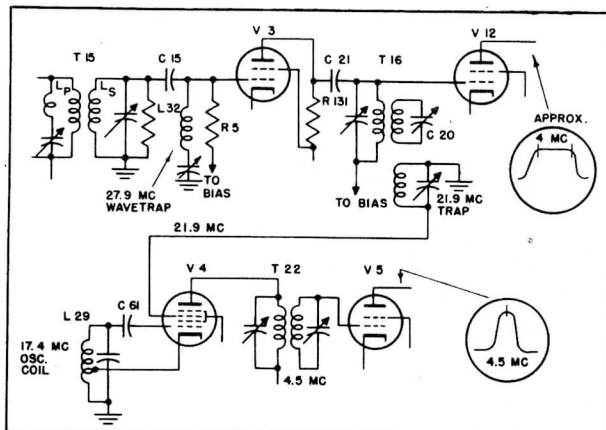 T 15
C 15
V 3
C 21
T 16
V 12
LP
LS
L32
R5
R 131
C 20
APPROX.
4 MC
27.9 MC
WAVETRAP
TO
BIAS
TO BIAS
21.9 MC
TRAP
21.9 MC
V 4
T 22
V 5
L 29
C 61
17.4 MC
OSC.
COIL
4.5 MC
4.5 MC